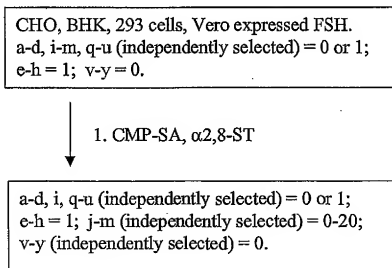 CHO, BHK, 293 cells, Vero expressed FSH.
a-d, i-m, q-u (independently selected) = 0 or 1;
e-h = 1; v-y = 0.
1. CMP-SA, α2,8-ST
a-d, i, q-u (independently selected) = 0 or 1;
e-h = 1; j-m (independently selected) = 0-20;
v-y (independently selected) = 0.